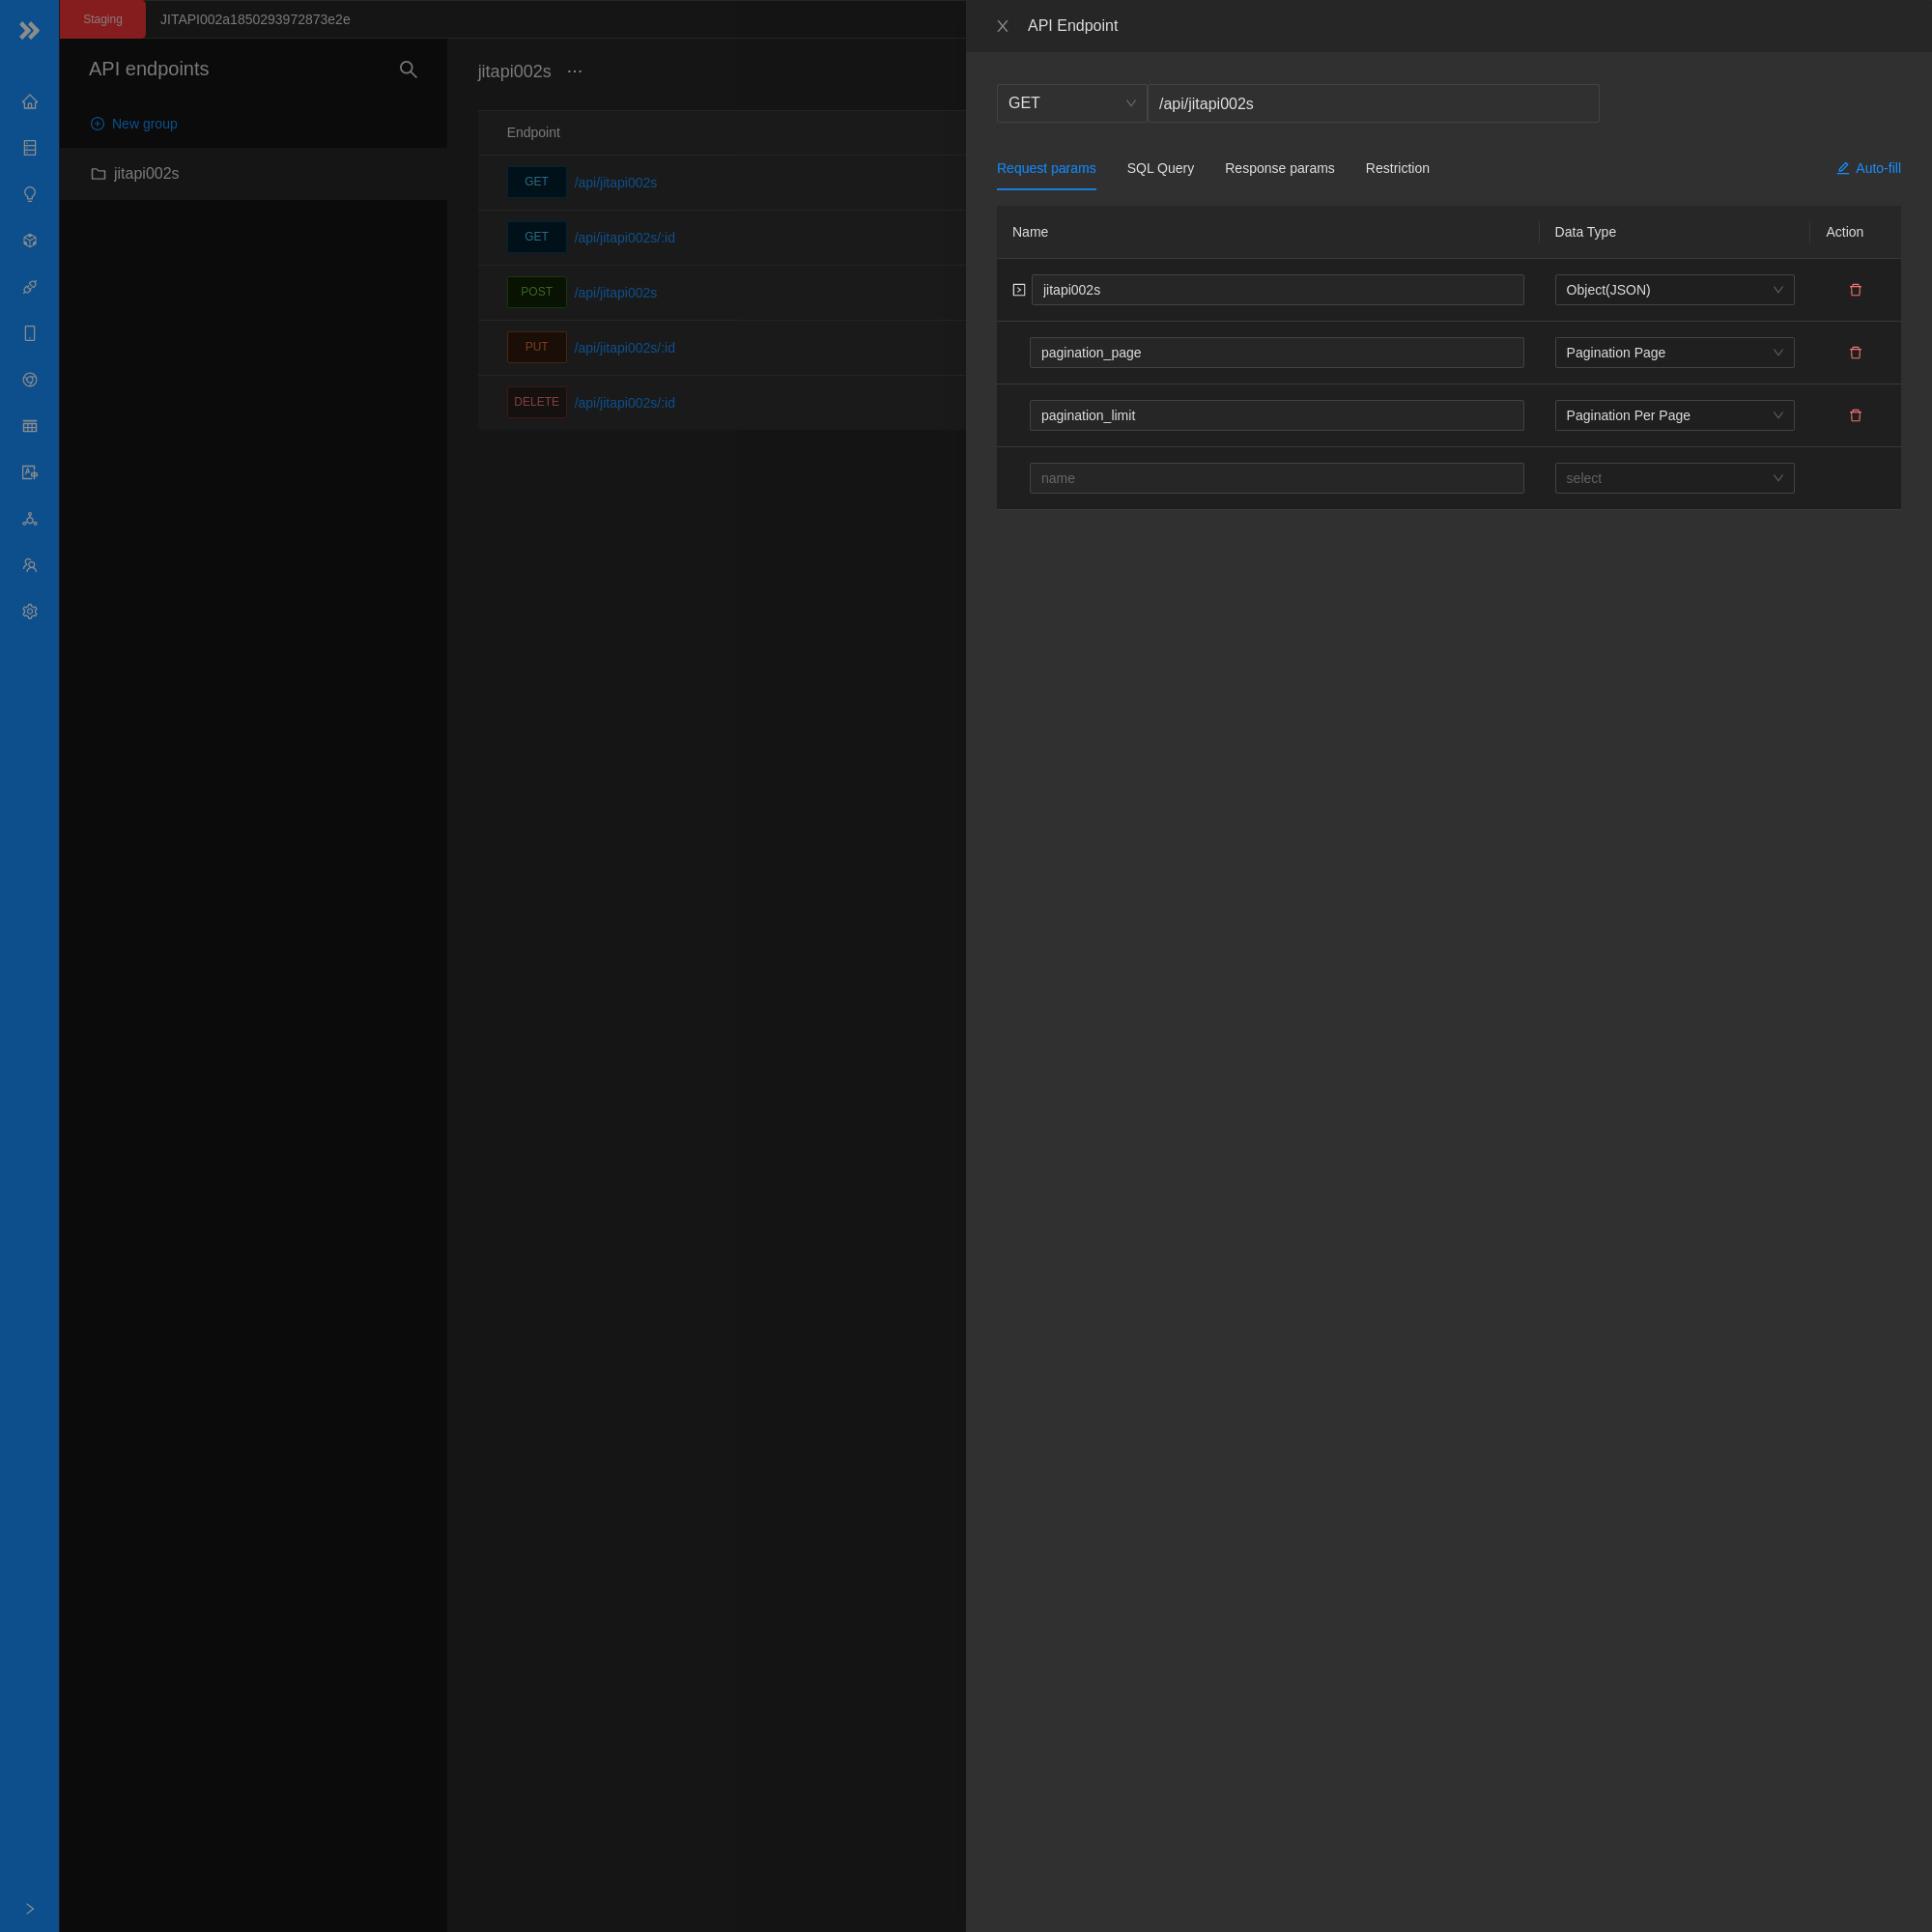 Staging JITAPI002a1850293972873e2e
API endpoints
New group
jitapi002s
jitapi002s ...
Endpoint
GET /api/jitapi002s
GET /api/jitapi002s/:id
POST /api/jitapi002s
PUT /api/jitapi002s/:id
DELETE /api/jitapi002s/:id
API Endpoint
GET /api/jitapi002s
Request params SQL Query Response params Restriction Auto-fill
Name Data Type Action
jitapi002s Object(JSON)
pagination_page Pagination Page
pagination_limit Pagination Per Page
name select